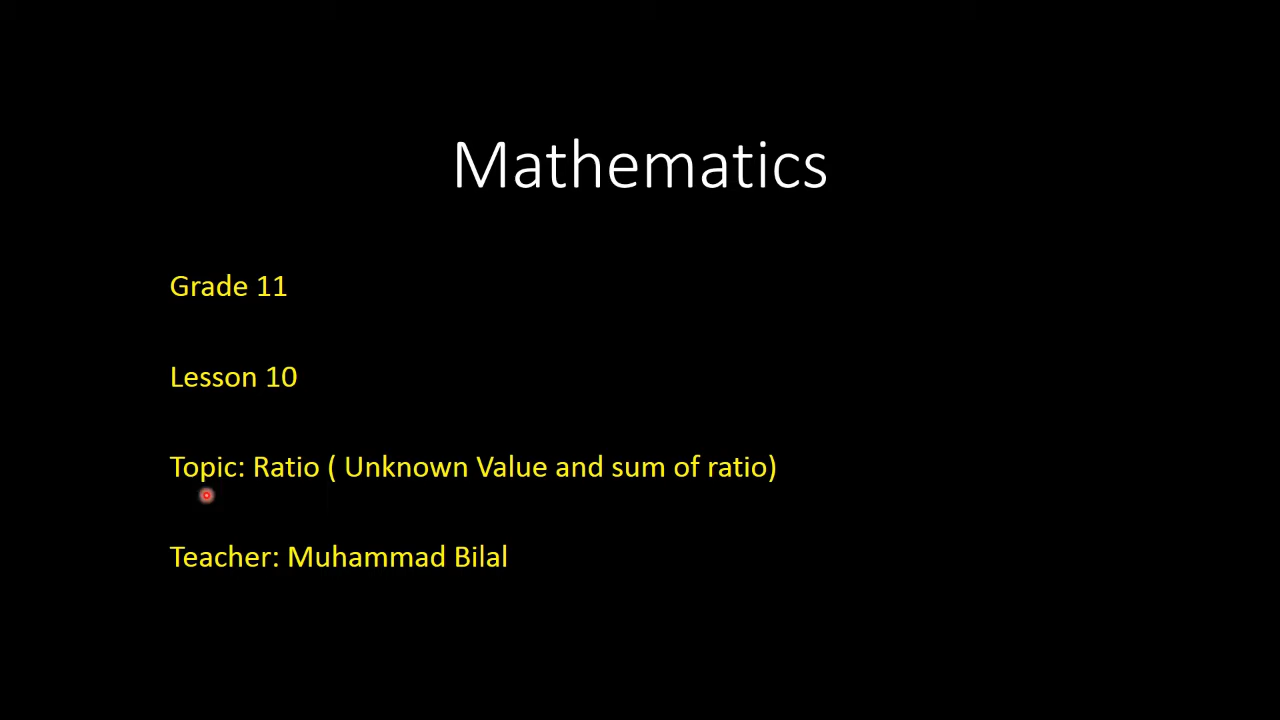 Mathematics
Grade 11
Lesson 10
Topic: Ratio ( Unknown Value and sum of ratio)
Teacher: Muhammad Bilal